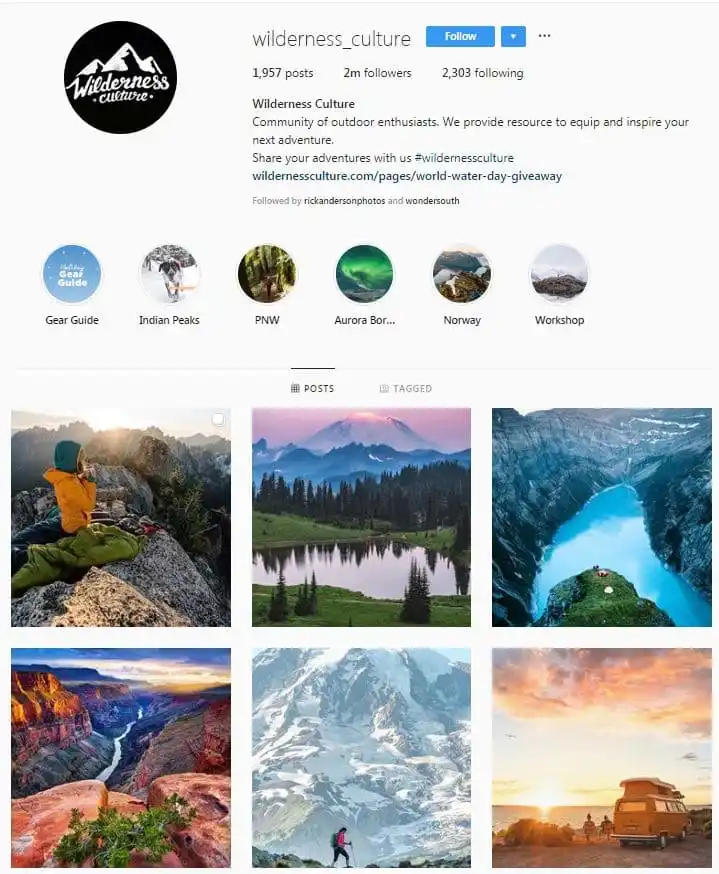 Wilderness
culture
wilderness_culture Follow
1,957 posts 2m followers 2,303 following
Wilderness Culture
Community of outdoor enthusiasts. We provide resource to equip and inspire your
next adventure.
Share your adventures with us #wildernessculture
wildernessculture.com/pages/world-water-day-giveaway
Followed by rickandersonphotos and wondersouth
Holiday
Gear
Guide
Gear Guide Indian Peaks PNW Aurora Bor... Norway Workshop
POSTS TAGGED